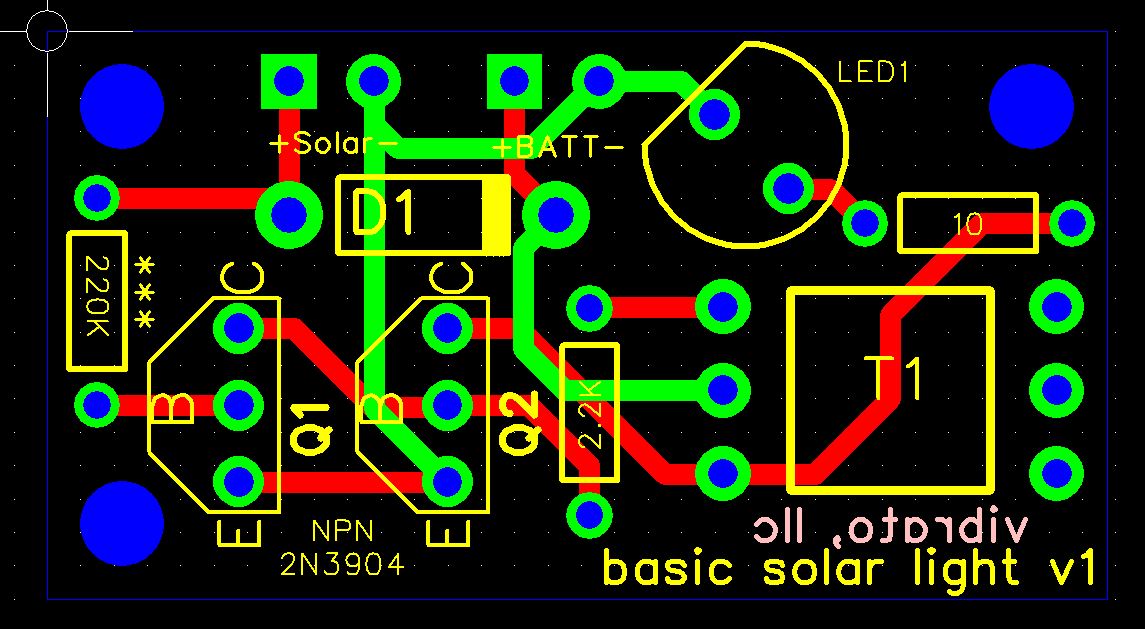 LED1
+Solar-
+BATT-
D1
10
220K
***
C
C
B
B
Q1
Q2
2.2K
T1
E
E
NPN
2N3904
vibrato, llc
basic solar light v1